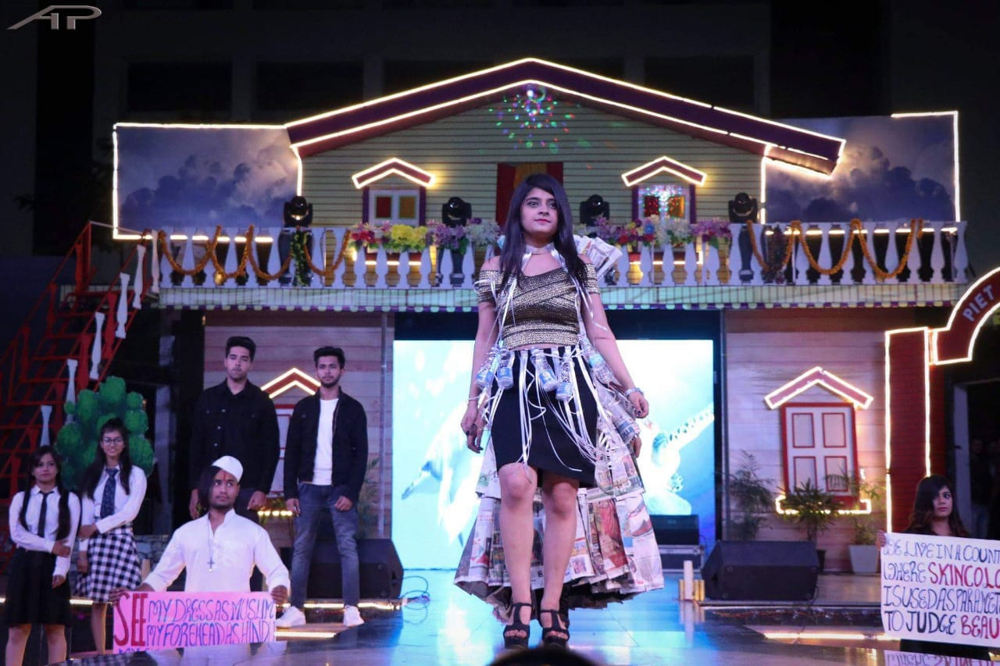 AP
PIET
SEE MY DRESS AS MUSLIM
MY FOREHEAD AS HINDU
WE LIVE IN A COUNT
WHERE SKINCOLO
IS USED AS PARAMET
TO JUDGE BEAU